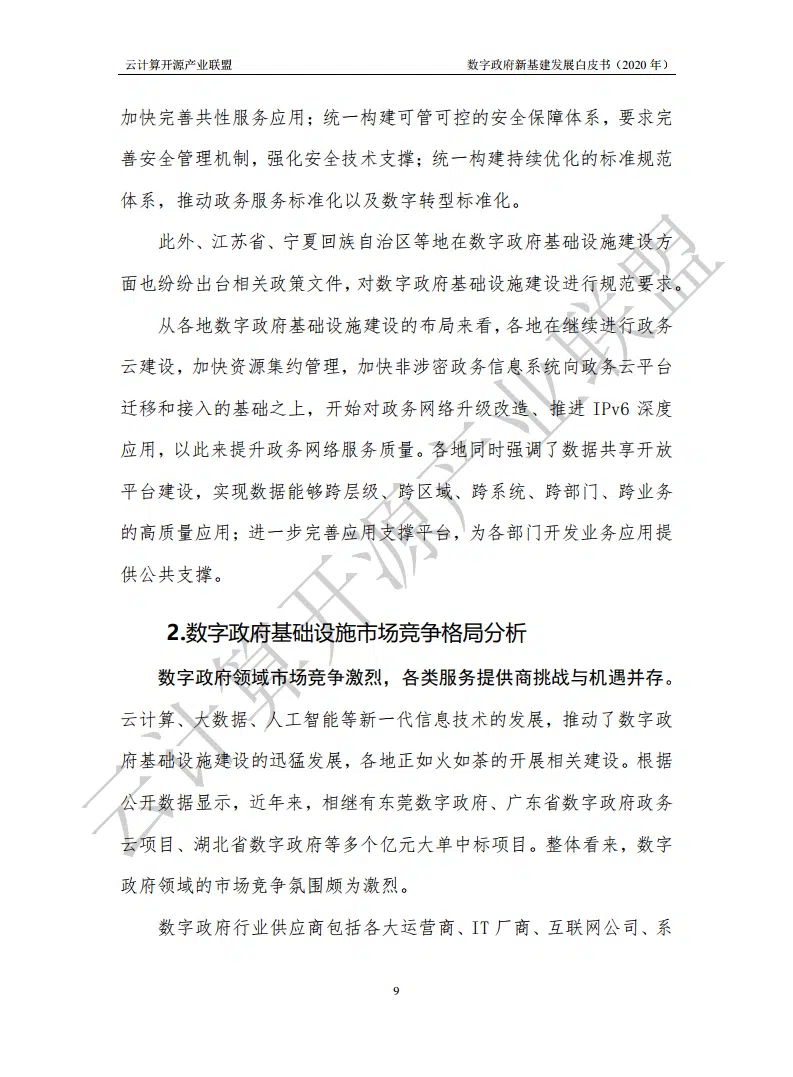 云计算开源产业联盟 数字政府新基建发展白皮书（2020 年）
加快完善共性服务应用；统一构建可管可控的安全保障体系，要求完
善安全管理机制，强化安全技术支撑；统一构建持续优化的标准规范
体系，推动政务服务标准化以及数字转型标准化。
此外、江苏省、宁夏回族自治区等地在数字政府基础设施建设方
面也纷纷出台相关政策文件，对数字政府基础设施建设进行规范要求。
从各地数字政府基础设施建设的布局来看，各地在继续进行政务
云建设，加快资源集约管理，加快非涉密政务信息系统向政务云平台
迁移和接入的基础之上，开始对政务网络升级改造、推进 IPv6 深度
应用，以此来提升政务网络服务质量。各地同时强调了数据共享开放
平台建设，实现数据能够跨层级、跨区域、跨系统、跨部门、跨业务
的高质量应用；进一步完善应用支撑平台，为各部门开发业务应用提
供公共支撑。
2.数字政府基础设施市场竞争格局分析
数字政府领域市场竞争激烈，各类服务提供商挑战与机遇并存。
云计算、大数据、人工智能等新一代信息技术的发展，推动了数字政
府基础设施建设的迅猛发展，各地正如火如荼的开展相关建设。根据
公开数据显示，近年来，相继有东莞数字政府、广东省数字政府政务
云项目、湖北省数字政府等多个亿元大单中标项目。整体看来，数字
政府领域的市场竞争氛围颇为激烈。
数字政府行业供应商包括各大运营商、IT 厂商、互联网公司、系
9
云计算开源产业联盟